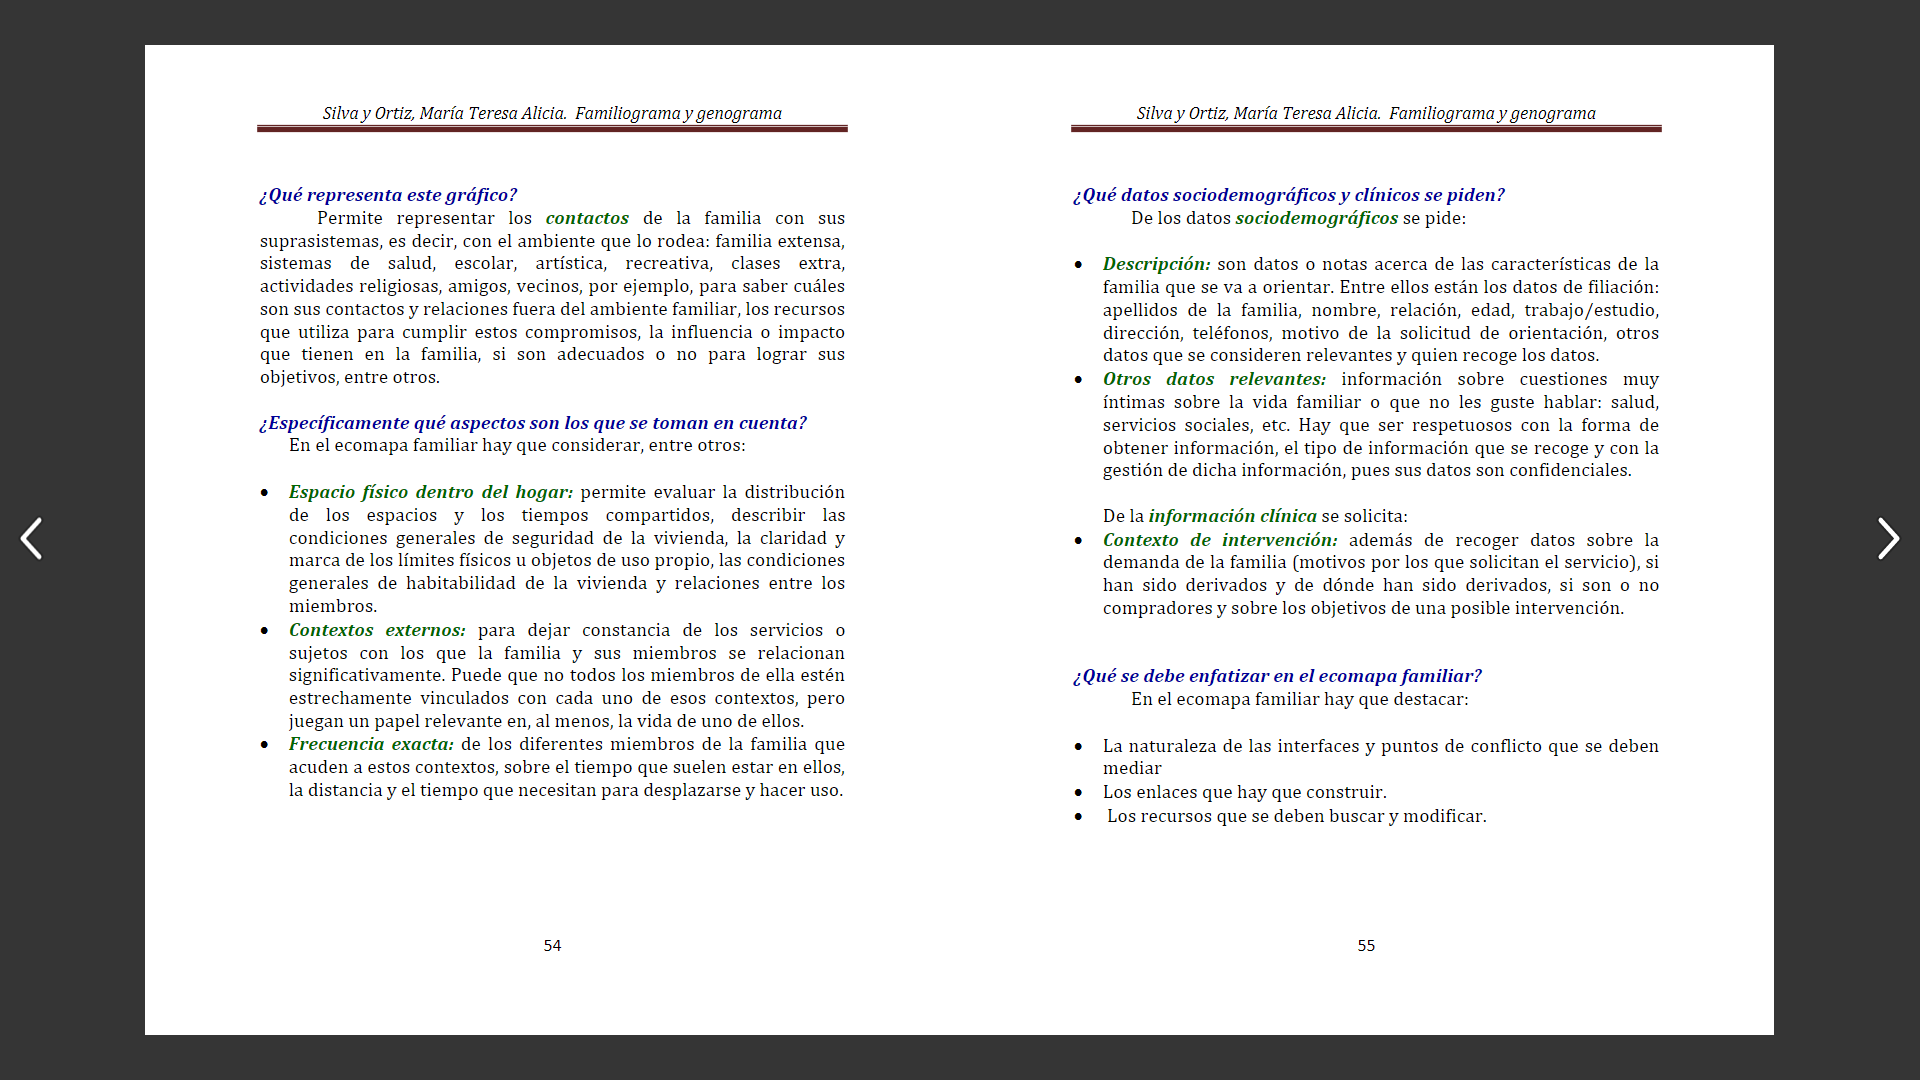 Silva y Ortiz, María Teresa Alicia.  Familiograma y genograma
¿Qué representa este gráfico?
Permite representar los contactos de la familia con sus
suprasistemas, es decir, con el ambiente que lo rodea: familia extensa,
sistemas de salud, escolar, artística, recreativa, clases extra,
actividades religiosas, amigos, vecinos, por ejemplo, para saber cuáles
son sus contactos y relaciones fuera del ambiente familiar, los recursos
que utiliza para cumplir estos compromisos, la influencia o impacto
que tienen en la familia, si son adecuados o no para lograr sus
objetivos, entre otros.
¿Específicamente qué aspectos son los que se toman en cuenta?
En el ecomapa familiar hay que considerar, entre otros:
• Espacio físico dentro del hogar: permite evaluar la distribución
de los espacios y los tiempos compartidos, describir las
condiciones generales de seguridad de la vivienda, la claridad y
marca de los límites físicos u objetos de uso propio, las condiciones
generales de habitabilidad de la vivienda y relaciones entre los
miembros.
• Contextos externos: para dejar constancia de los servicios o
sujetos con los que la familia y sus miembros se relacionan
significativamente. Puede que no todos los miembros de ella estén
estrechamente vinculados con cada uno de esos contextos, pero
juegan un papel relevante en, al menos, la vida de uno de ellos.
• Frecuencia exacta: de los diferentes miembros de la familia que
acuden a estos contextos, sobre el tiempo que suelen estar en ellos,
la distancia y el tiempo que necesitan para desplazarse y hacer uso.
54
Silva y Ortiz, María Teresa Alicia.  Familiograma y genograma
¿Qué datos sociodemográficos y clínicos se piden?
De los datos sociodemográficos se pide:
• Descripción: son datos o notas acerca de las características de la
familia que se va a orientar. Entre ellos están los datos de filiación:
apellidos de la familia, nombre, relación, edad, trabajo/estudio,
dirección, teléfonos, motivo de la solicitud de orientación, otros
datos que se consideren relevantes y quien recoge los datos.
• Otros datos relevantes: información sobre cuestiones muy
íntimas sobre la vida familiar o que no les guste hablar: salud,
servicios sociales, etc. Hay que ser respetuosos con la forma de
obtener información, el tipo de información que se recoge y con la
gestión de dicha información, pues sus datos son confidenciales.
De la información clínica se solicita:
• Contexto de intervención: además de recoger datos sobre la
demanda de la familia (motivos por los que solicitan el servicio), si
han sido derivados y de dónde han sido derivados, si son o no
compradores y sobre los objetivos de una posible intervención.
¿Qué se debe enfatizar en el ecomapa familiar?
En el ecomapa familiar hay que destacar:
• La naturaleza de las interfaces y puntos de conflicto que se deben
mediar
• Los enlaces que hay que construir.
• Los recursos que se deben buscar y modificar.
55